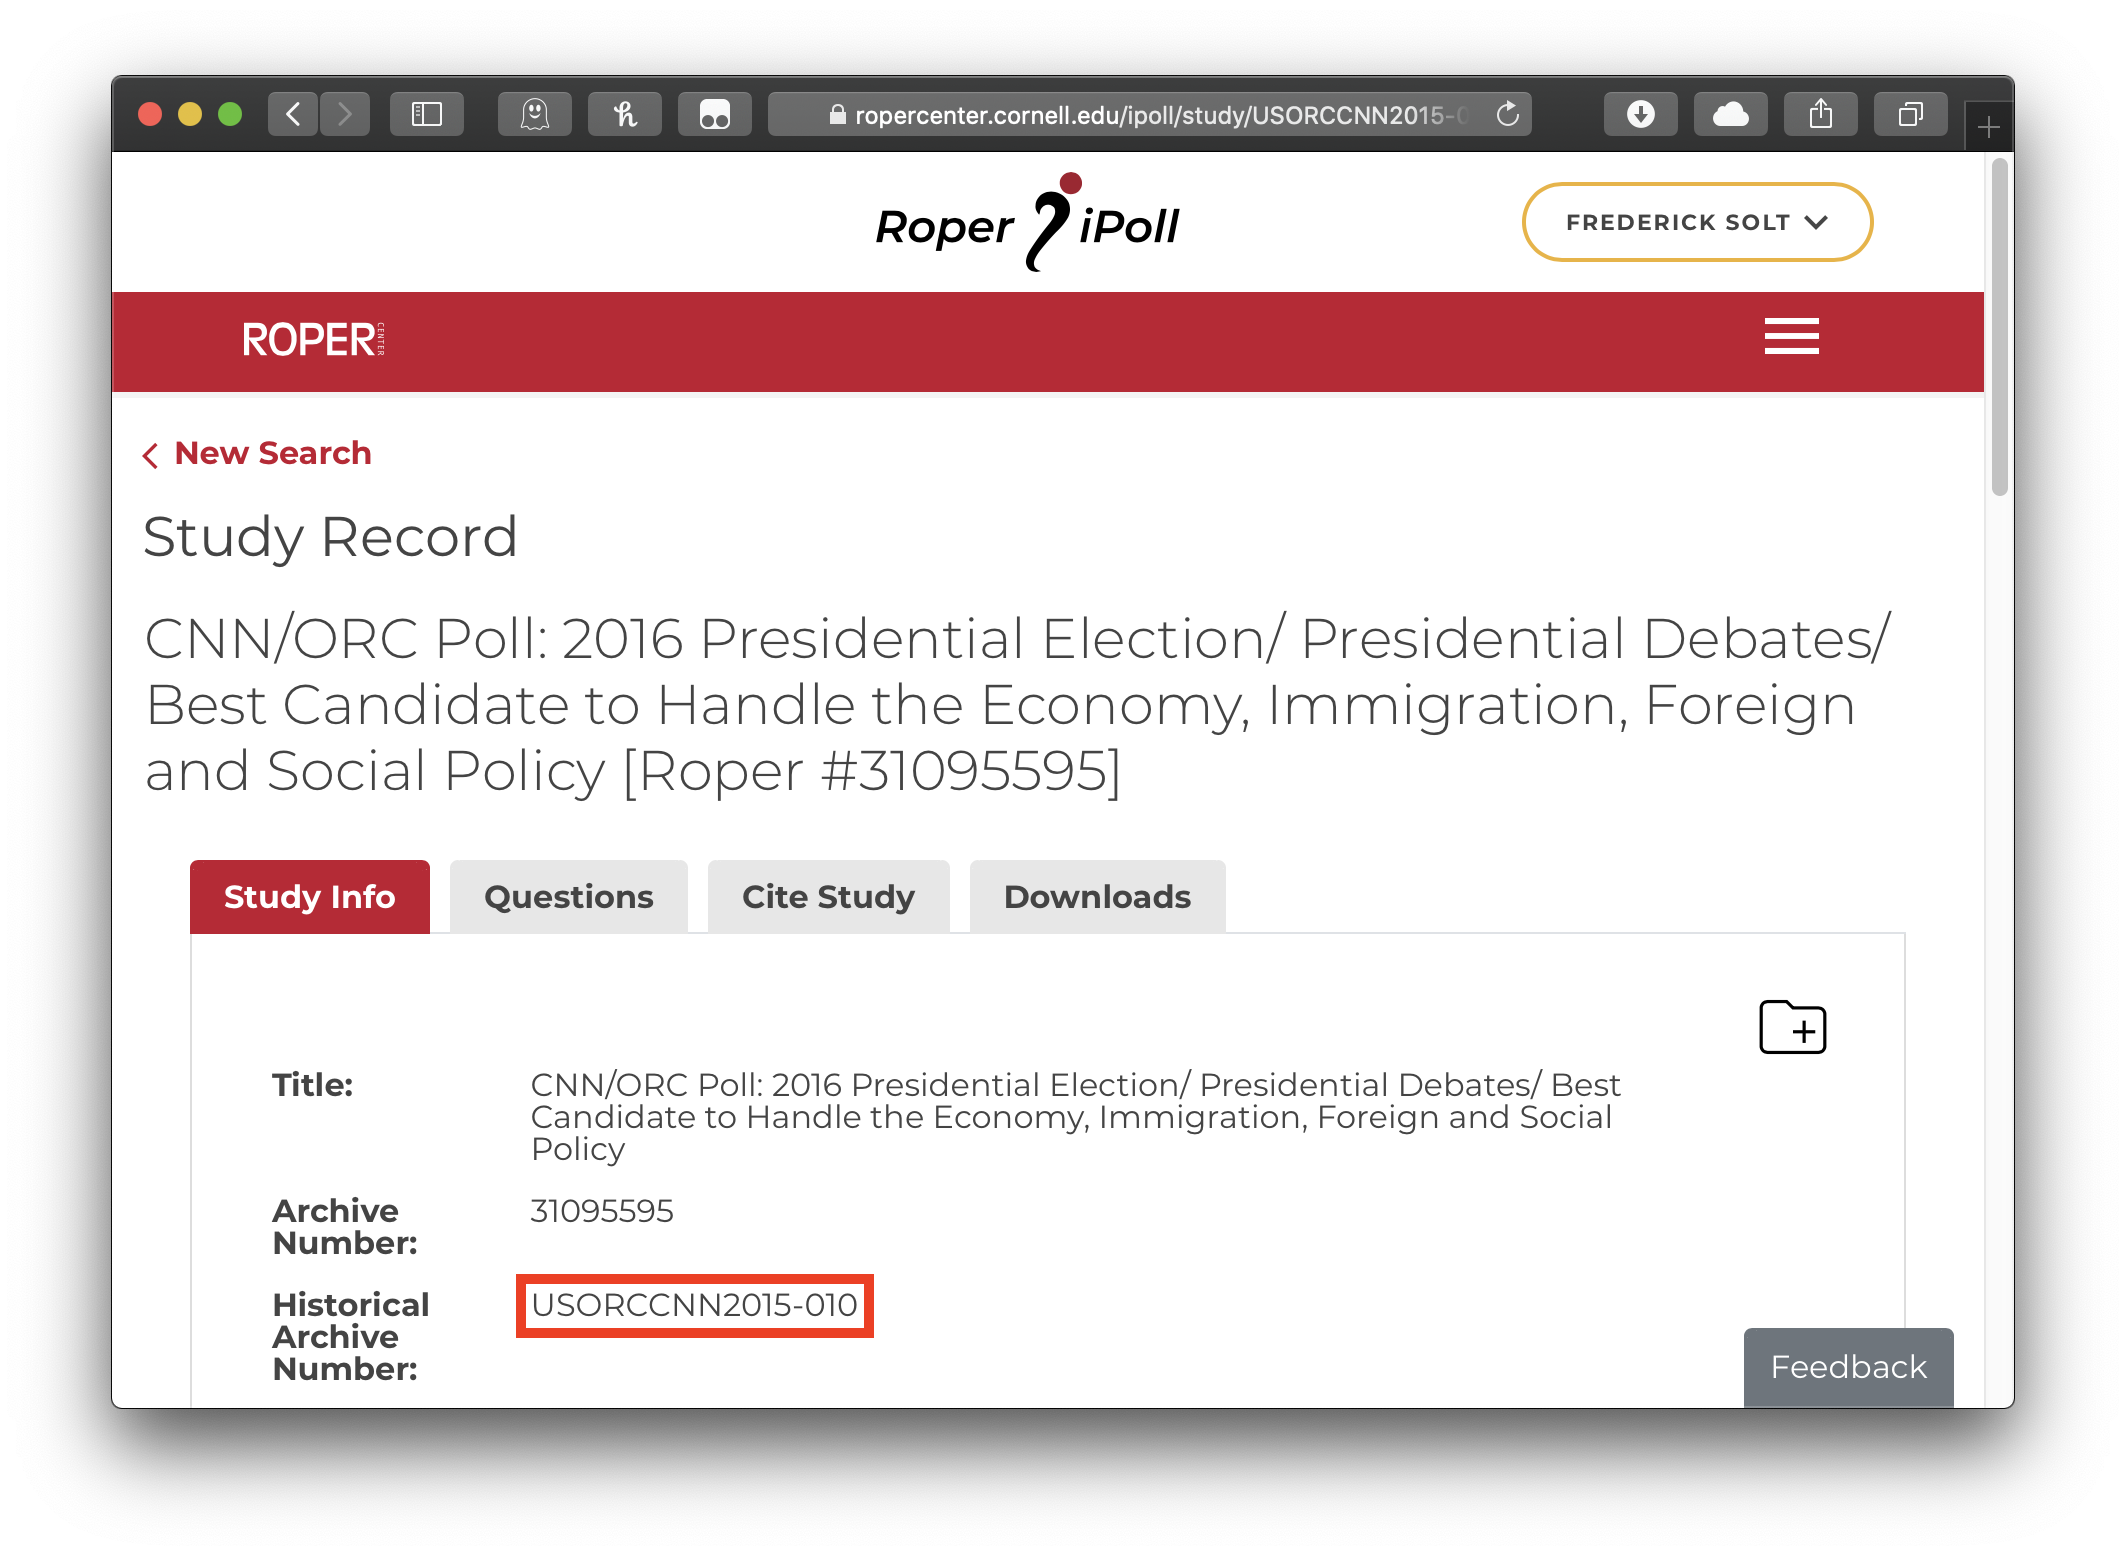 ropercenter.cornell.edu/ipoll/study/USORCCNN2015-0
Roper iPoll
FREDERICK SOLT
ROPER CENTER
New Search
Study Record
CNN/ORC Poll: 2016 Presidential Election/ Presidential Debates/
Best Candidate to Handle the Economy, Immigration, Foreign
and Social Policy [Roper #31095595]
Study Info Questions Cite Study Downloads
Title: CNN/ORC Poll: 2016 Presidential Election/ Presidential Debates/ Best
Candidate to Handle the Economy, Immigration, Foreign and Social
Policy
Archive 31095595
Number:
Historical USORCCNN2015-010
Archive
Number:
Feedback